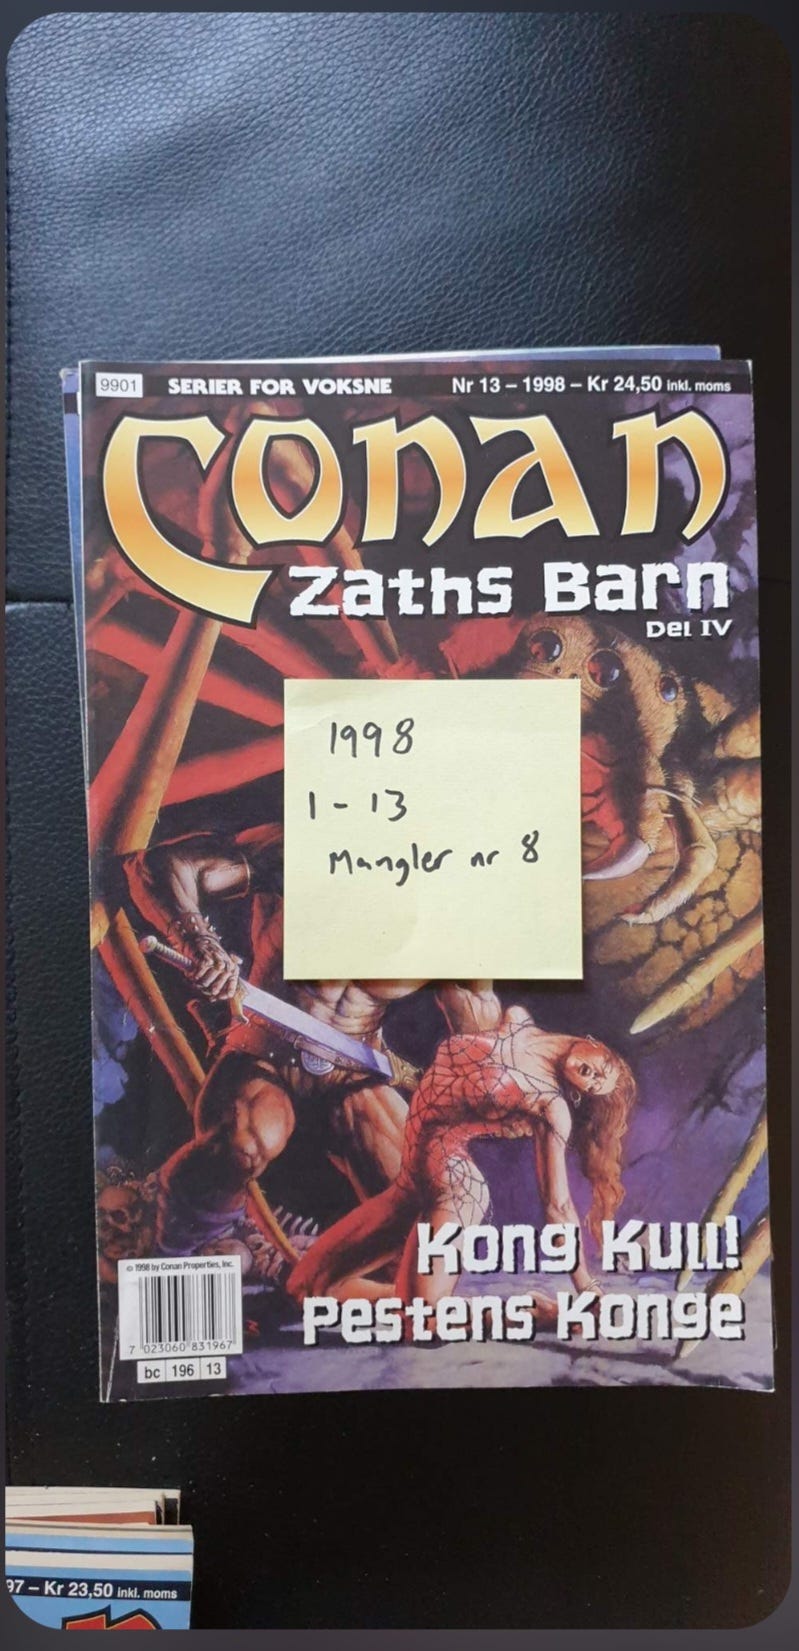 9901 SERIER FOR VOKSNE Nr 13 – 1998 – Kr 24,50 inkl. moms
Conan
Zaths Barn
Del IV
1998
1 - 13
Mangler nr 8
Kong Kull!
Pestens Konge
© 1998 by Conan Properties, Inc.
7 023060 831967
bc 196 13
97 – Kr 23,50 inkl. moms